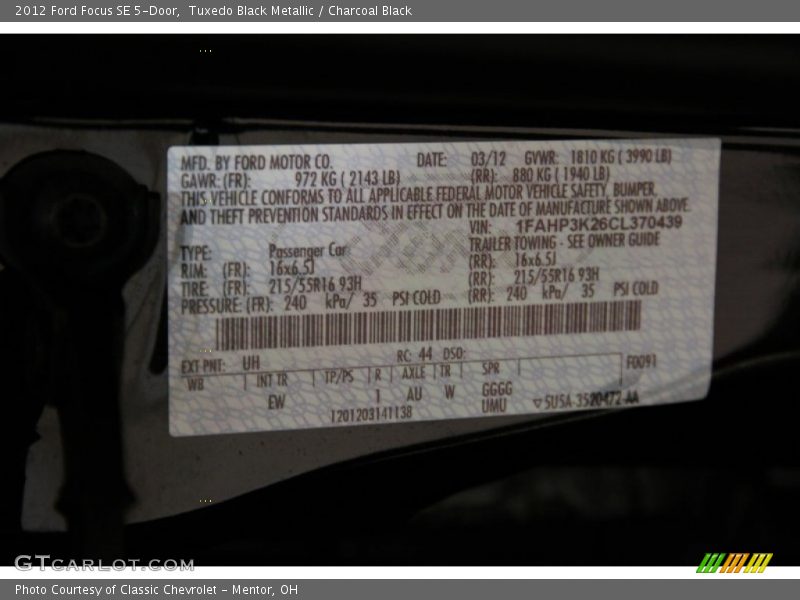 2012 Ford Focus SE 5-Door,  Tuxedo Black Metallic / Charcoal Black
MFD. BY FORD MOTOR CO. DATE: 03/12 GVWR: 1810 KG ( 3990 LB)
GAWR: (FR): 972 KG ( 2143 LB) (RR): 880 KG ( 1940 LB)
THIS VEHICLE CONFORMS TO ALL APPLICABLE FEDERAL MOTOR VEHICLE SAFETY, BUMPER,
AND THEFT PREVENTION STANDARDS IN EFFECT ON THE DATE OF MANUFACTURE SHOWN ABOVE.
VIN: 1FAHP3K26CL370439
TYPE: Passenger Car TRAILER TOWING - SEE OWNER GUIDE
RIM: (FR): 16x6.5J (RR): 16x6.5J
TIRE: (FR): 215/55R16 93H (RR): 215/55R16 93H
PRESSURE: (FR): 240 kPa/ 35 PSI COLD (RR): 240 kPa/ 35 PSI COLD
EXT PNT: UH RC: 44 DSO: F0091
WB INT TR TP/PS R AXLE TR SPR
EW 1 AU W GGGG
1201203141138 UMU ▽ SU5A-3520472-AA
GTCARLOT.COM
Photo Courtesy of Classic Chevrolet - Mentor, OH